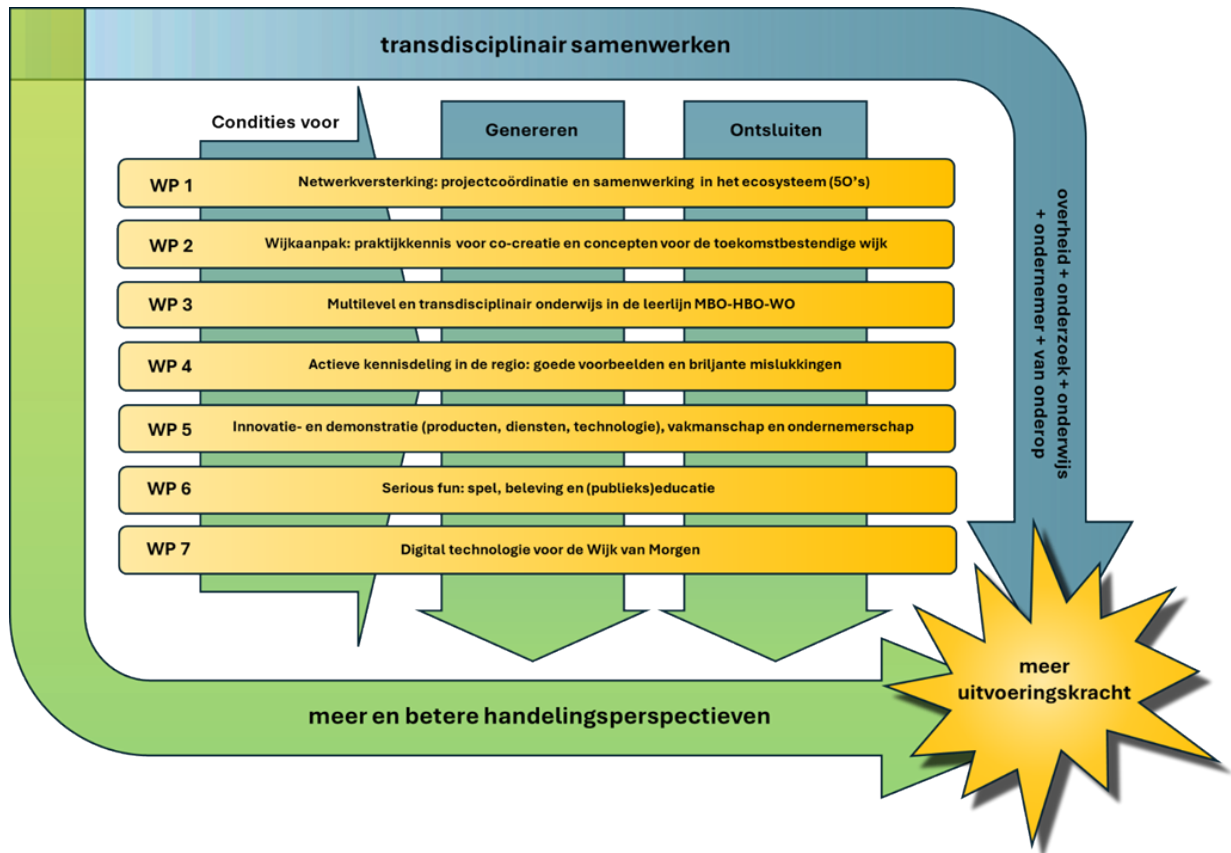 transdisciplinair samenwerken
Condities voor
Genereren
Ontsluiten
WP 1
Netwerkversterking: projectcoördinatie en samenwerking in het ecosysteem (5O's)
WP 2
Wijkaanpak: praktijkkennis voor co-creatie en concepten voor de toekomstbestendige wijk
WP 3
Multilevel en transdisciplinair onderwijs in de leerlijn MBO-HBO-WO
WP 4
Actieve kennisdeling in de regio: goede voorbeelden en briljante mislukkingen
WP 5
Innovatie- en demonstratie (producten, diensten, technologie), vakmanschap en ondernemerschap
WP 6
Serious fun: spel, beleving en (publieks)educatie
WP 7
Digital technologie voor de Wijk van Morgen
overheid + onderzoek + onderwijs
+ ondernemer + van onderop
meer
uitvoeringskracht
meer en betere handelingsperspectieven